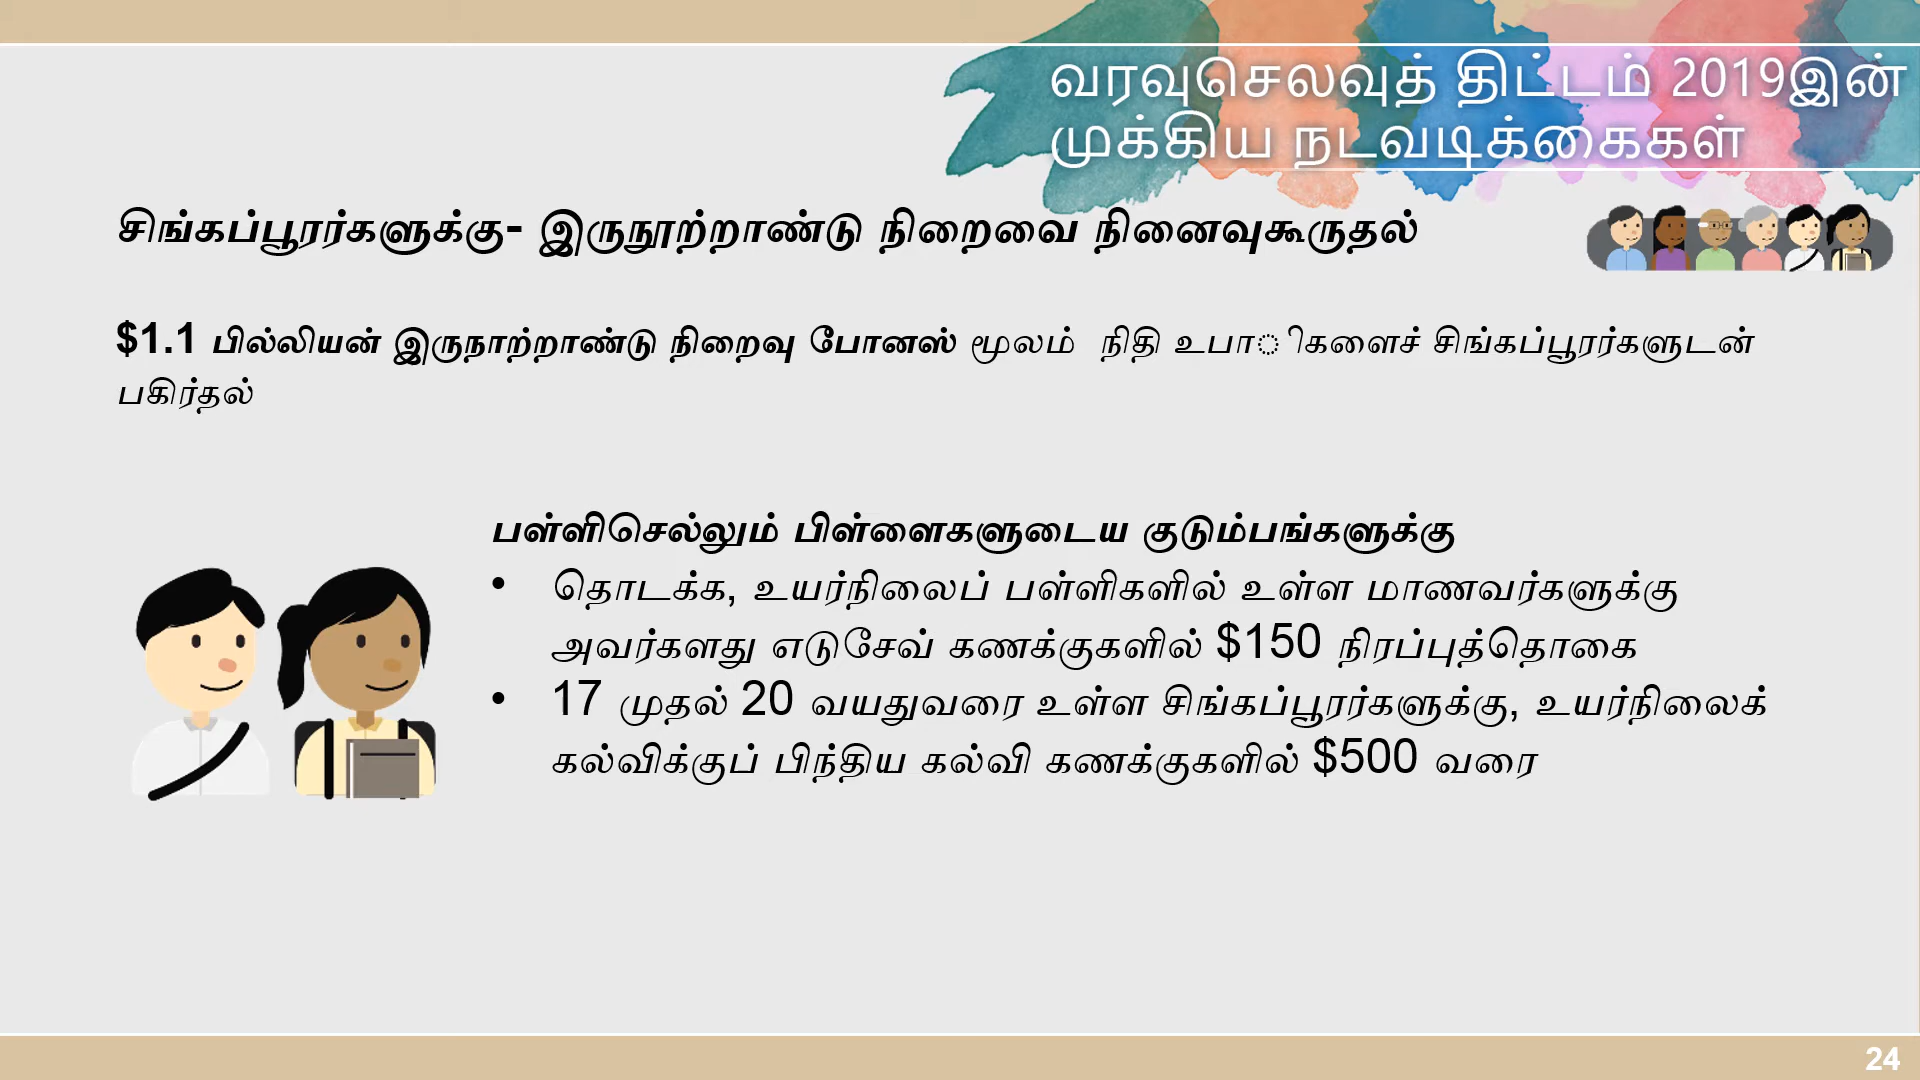 வரவுசெலவுத் திட்டம் 2019இன்
முக்கிய நடவடிக்கைகள்
சிங்கப்பூரர்களுக்கு- இருநூற்றாண்டு நிறைவை நினைவுகூருதல்
$1.1 பில்லியன் இருநாற்றாண்டு நிறைவு போனஸ் மூலம் நிதி உபாிகளைச் சிங்கப்பூரர்களுடன்
பகிர்தல்
பள்ளிசெல்லும் பிள்ளைகளுடைய குடும்பங்களுக்கு
• தொடக்க, உயர்நிலைப் பள்ளிகளில் உள்ள மாணவர்களுக்கு
அவர்களது எடுசேவ் கணக்குகளில் $150 நிரப்புத்தொகை
• 17 முதல் 20 வயதுவரை உள்ள சிங்கப்பூரர்களுக்கு, உயர்நிலைக்
கல்விக்குப் பிந்திய கல்வி கணக்குகளில் $500 வரை
24